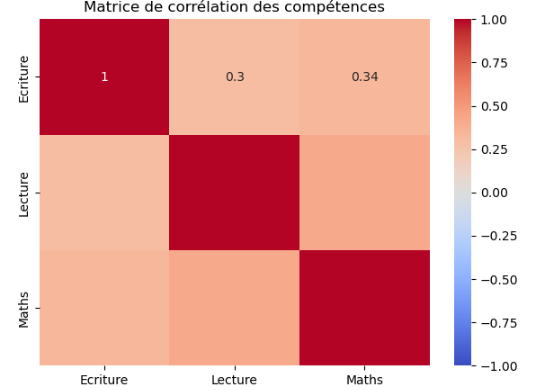 Matrice de corrélation des compétences
Ecriture
1 0.3 0.34
Lecture
Maths
Ecriture Lecture Maths
1.00
0.75
0.50
0.25
0.00
−0.25
−0.50
−0.75
−1.00